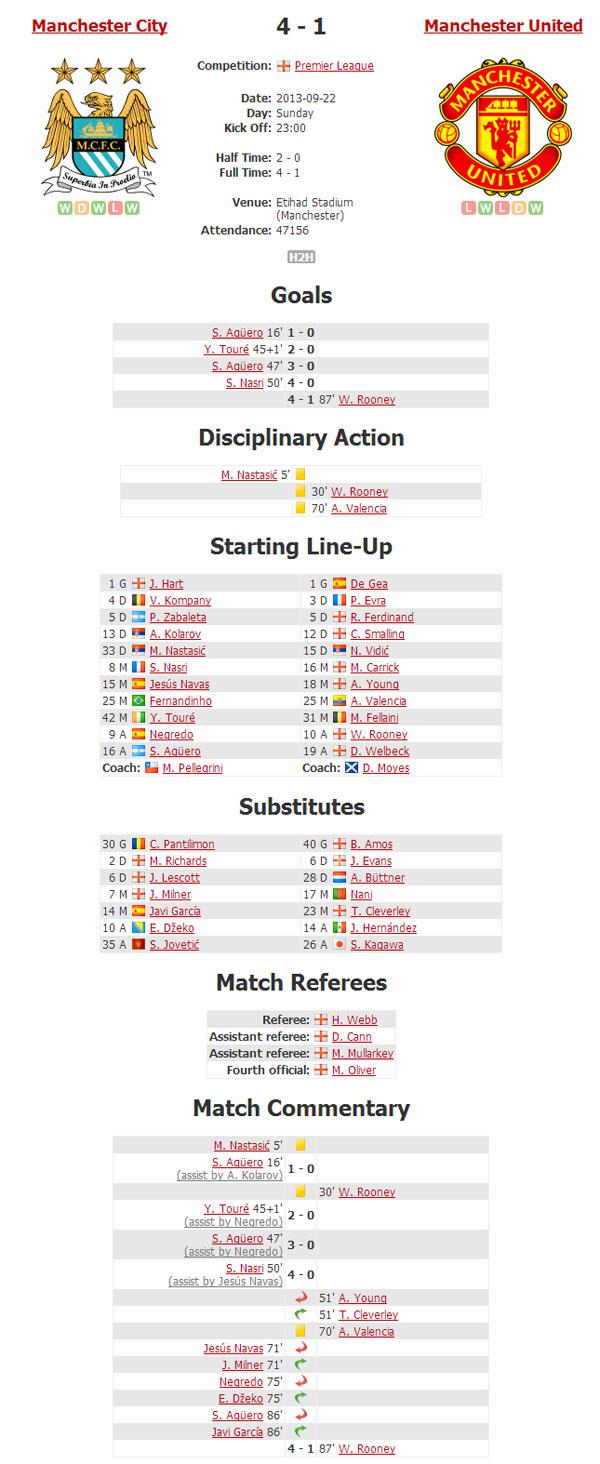 Manchester City 4 - 1 Manchester United
Competition: Premier League
Date: 2013-09-22
Day: Sunday
Kick Off: 23:00
Half Time: 2 - 0
Full Time: 4 - 1
Venue: Etihad Stadium
(Manchester)
Attendance: 47156
M.C.F.C.
Superbia In Proelio
TM
MANCHESTER
UNITED
W D W L W
L W L D W
H2H
Goals
S. Agüero 16' 1 - 0
Y. Touré 45+1' 2 - 0
S. Agüero 47' 3 - 0
S. Nasri 50' 4 - 0
4 - 1 87' W. Rooney
Disciplinary Action
M. Nastasić 5'
30' W. Rooney
70' A. Valencia
Starting Line-Up
1 G J. Hart 1 G De Gea
4 D V. Kompany 3 D P. Evra
5 D P. Zabaleta 5 D R. Ferdinand
13 D A. Kolarov 12 D C. Smalling
33 D M. Nastasić 15 D N. Vidić
8 M S. Nasri 16 M M. Carrick
15 M Jesús Navas 18 M A. Young
25 M Fernandinho 25 M A. Valencia
42 M Y. Touré 31 M M. Fellaini
9 A Negredo 10 A W. Rooney
16 A S. Agüero 19 A D. Welbeck
Coach: M. Pellegrini Coach: D. Moyes
Substitutes
30 G C. Pantilimon 40 G B. Amos
2 D M. Richards 6 D J. Evans
6 D J. Lescott 28 D A. Büttner
7 M J. Milner 17 M Nani
14 M Javi García 23 M T. Cleverley
10 A E. Džeko 14 A J. Hernández
35 A S. Jovetić 26 A S. Kagawa
Match Referees
Referee: H. Webb
Assistant referee: D. Cann
Assistant referee: M. Mullarkey
Fourth official: M. Oliver
Match Commentary
M. Nastasić 5'
S. Agüero 16' 1 - 0
(assist by A. Kolarov)
30' W. Rooney
Y. Touré 45+1' 2 - 0
(assist by Negredo)
S. Agüero 47' 3 - 0
(assist by Negredo)
S. Nasri 50' 4 - 0
(assist by Jesús Navas)
51' A. Young
51' T. Cleverley
70' A. Valencia
Jesús Navas 71'
J. Milner 71'
Negredo 75'
E. Džeko 75'
S. Agüero 86'
Javi García 86'
4 - 1 87' W. Rooney